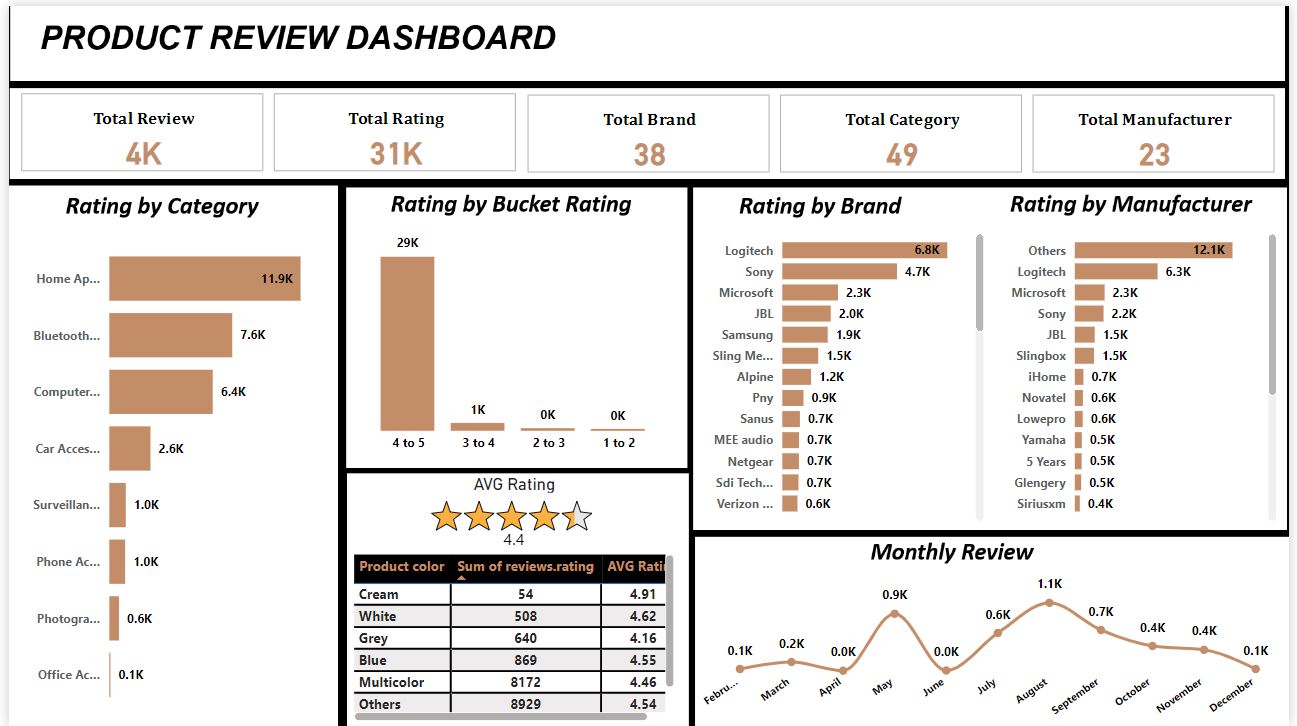 PRODUCT REVIEW DASHBOARD
Total Review
4K
Total Rating
31K
Total Brand
38
Total Category
49
Total Manufacturer
23
Rating by Category
Home Ap... 11.9K
Bluetooth... 7.6K
Computer... 6.4K
Car Acces... 2.6K
Surveillan... 1.0K
Phone Ac... 1.0K
Photogra... 0.6K
Office Ac... 0.1K
Rating by Bucket Rating
29K 1K 0K 0K
4 to 5 3 to 4 2 to 3 1 to 2
AVG Rating
4.4
Product color Sum of reviews.rating AVG Ratin
Cream 54 4.91
White 508 4.62
Grey 640 4.16
Blue 869 4.55
Multicolor 8172 4.46
Others 8929 4.54
Rating by Brand
Logitech 6.8K
Sony 4.7K
Microsoft 2.3K
JBL 2.0K
Samsung 1.9K
Sling Me... 1.5K
Alpine 1.2K
Pny 0.9K
Sanus 0.7K
MEE audio 0.7K
Netgear 0.7K
Sdi Tech... 0.7K
Verizon ... 0.6K
Rating by Manufacturer
Others 12.1K
Logitech 6.3K
Microsoft 2.3K
Sony 2.2K
JBL 1.5K
Slingbox 1.5K
iHome 0.7K
Novatel 0.6K
Lowepro 0.6K
Yamaha 0.5K
5 Years 0.5K
Glengery 0.5K
Siriusxm 0.4K
Monthly Review
0.1K 0.2K 0.0K 0.9K 0.0K 0.6K 1.1K 0.7K 0.4K 0.4K 0.1K
Febru... March April May June July August September October November December